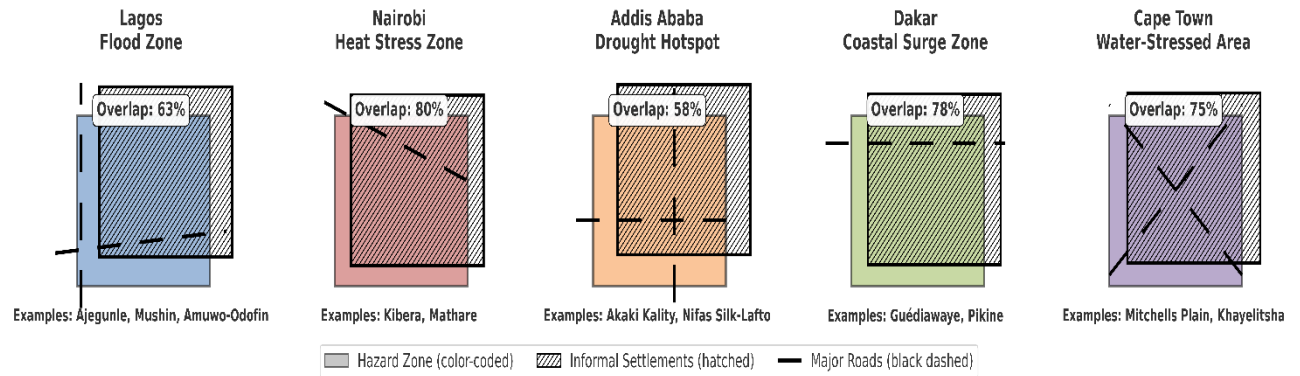 Lagos
Flood Zone
Nairobi
Heat Stress Zone
Addis Ababa
Drought Hotspot
Dakar
Coastal Surge Zone
Cape Town
Water-Stressed Area
Overlap: 63%
Overlap: 80%
Overlap: 58%
Overlap: 78%
Overlap: 75%
Examples: Ajegunle, Mushin, Amuwo-Odofin
Examples: Kibera, Mathare
Examples: Akaki Kality, Nifas Silk-Lafto
Examples: Guédiawaye, Pikine
Examples: Mitchells Plain, Khayelitsha
Hazard Zone (color-coded)
Informal Settlements (hatched)
Major Roads (black dashed)